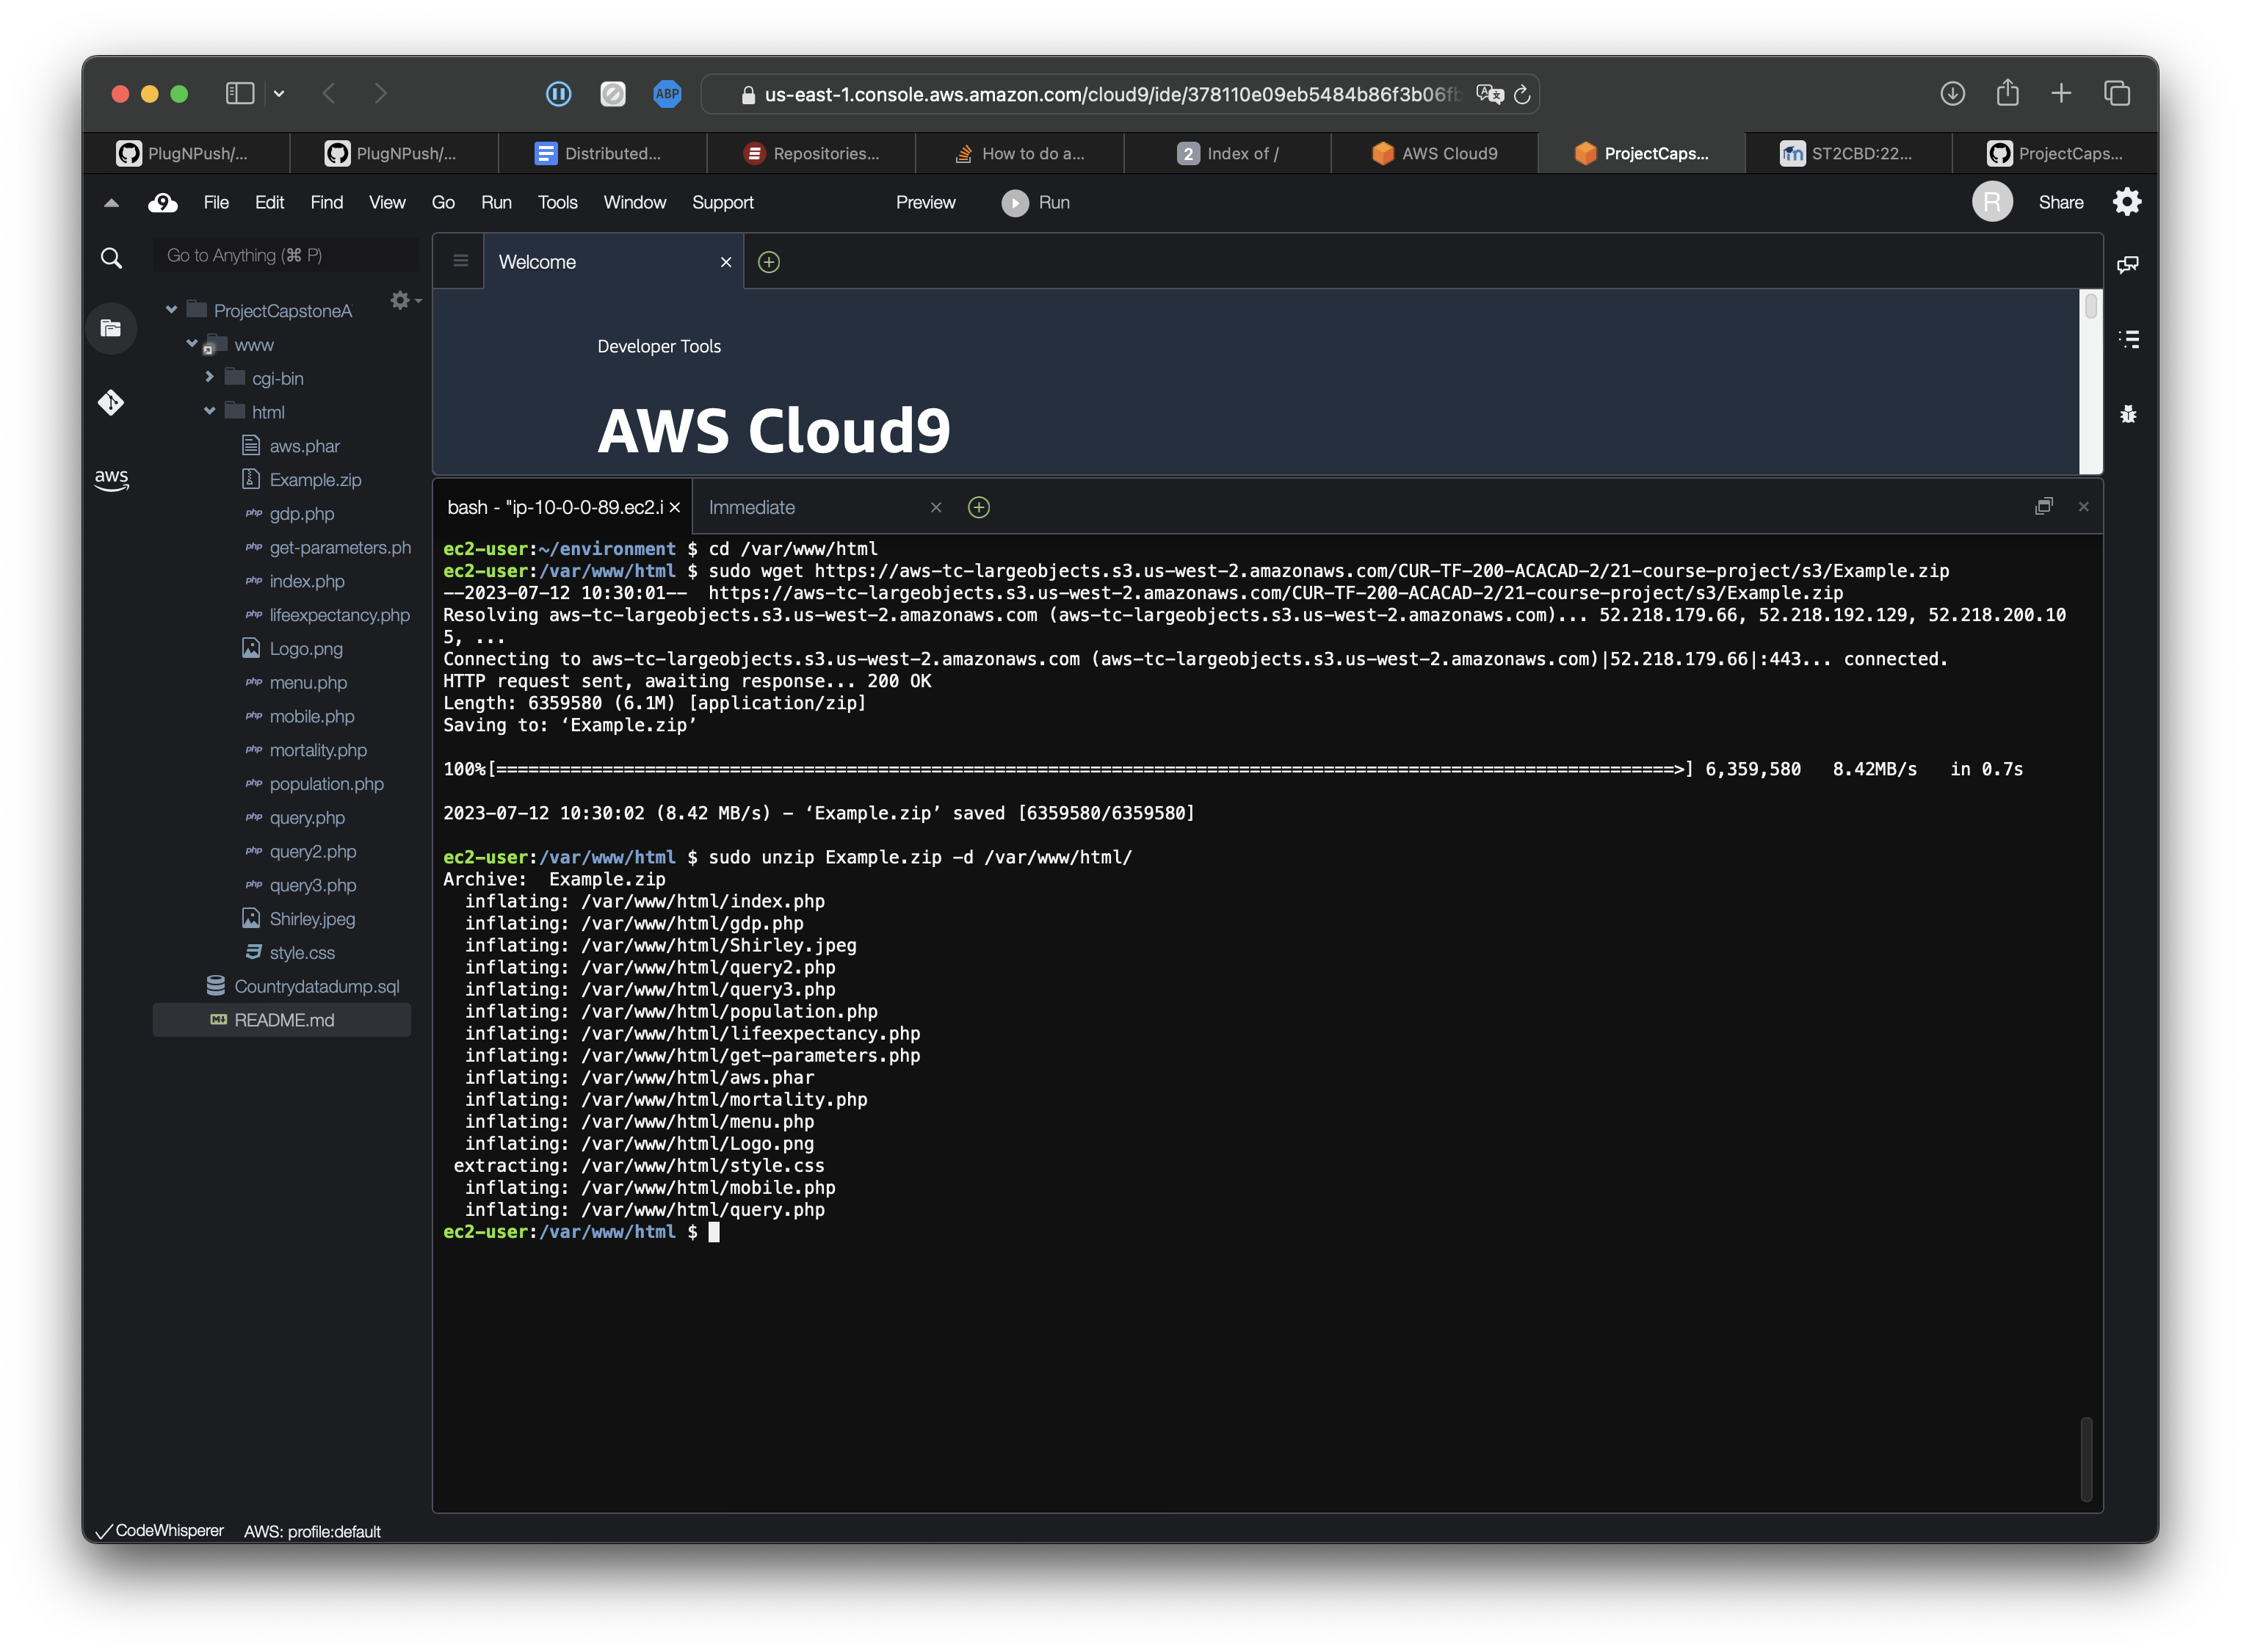 ABP
us-east-1.console.aws.amazon.com/cloud9/ide/378110e09eb5484b86f3b06fb
PlugNPush/...
PlugNPush/...
Distributed...
Repositories...
How to do a...
2 Index of /
AWS Cloud9
ProjectCaps...
ST2CBD:22...
ProjectCaps...
9 File Edit Find View Go Run Tools Window Support Preview Run R Share
Go to Anything (⌘ P)
ProjectCapstoneA
www
cgi-bin
html
aws.phar
Example.zip
php gdp.php
php get-parameters.ph
php index.php
php lifeexpectancy.php
Logo.png
php menu.php
php mobile.php
php mortality.php
php population.php
php query.php
php query2.php
php query3.php
Shirley.jpeg
style.css
Countrydatadump.sql
README.md
aws
Welcome
Developer Tools
AWS Cloud9
bash - "ip-10-0-0-89.ec2.i
Immediate
ec2-user:~/environment $ cd /var/www/html
ec2-user:/var/www/html $ sudo wget https://aws-tc-largeobjects.s3.us-west-2.amazonaws.com/CUR-TF-200-ACACAD-2/21-course-project/s3/Example.zip
--2023-07-12 10:30:01--  https://aws-tc-largeobjects.s3.us-west-2.amazonaws.com/CUR-TF-200-ACACAD-2/21-course-project/s3/Example.zip
Resolving aws-tc-largeobjects.s3.us-west-2.amazonaws.com (aws-tc-largeobjects.s3.us-west-2.amazonaws.com)... 52.218.179.66, 52.218.192.129, 52.218.200.10
5, ...
Connecting to aws-tc-largeobjects.s3.us-west-2.amazonaws.com (aws-tc-largeobjects.s3.us-west-2.amazonaws.com)|52.218.179.66|:443... connected.
HTTP request sent, awaiting response... 200 OK
Length: 6359580 (6.1M) [application/zip]
Saving to: ‘Example.zip’
100%[===============================================================================================================>] 6,359,580   8.42MB/s   in 0.7s
2023-07-12 10:30:02 (8.42 MB/s) - ‘Example.zip’ saved [6359580/6359580]
ec2-user:/var/www/html $ sudo unzip Example.zip -d /var/www/html/
Archive:  Example.zip
inflating: /var/www/html/index.php
inflating: /var/www/html/gdp.php
inflating: /var/www/html/Shirley.jpeg
inflating: /var/www/html/query2.php
inflating: /var/www/html/query3.php
inflating: /var/www/html/population.php
inflating: /var/www/html/lifeexpectancy.php
inflating: /var/www/html/get-parameters.php
inflating: /var/www/html/aws.phar
inflating: /var/www/html/mortality.php
inflating: /var/www/html/menu.php
inflating: /var/www/html/Logo.png
extracting: /var/www/html/style.css
inflating: /var/www/html/mobile.php
inflating: /var/www/html/query.php
ec2-user:/var/www/html $
CodeWhisperer AWS: profile:default